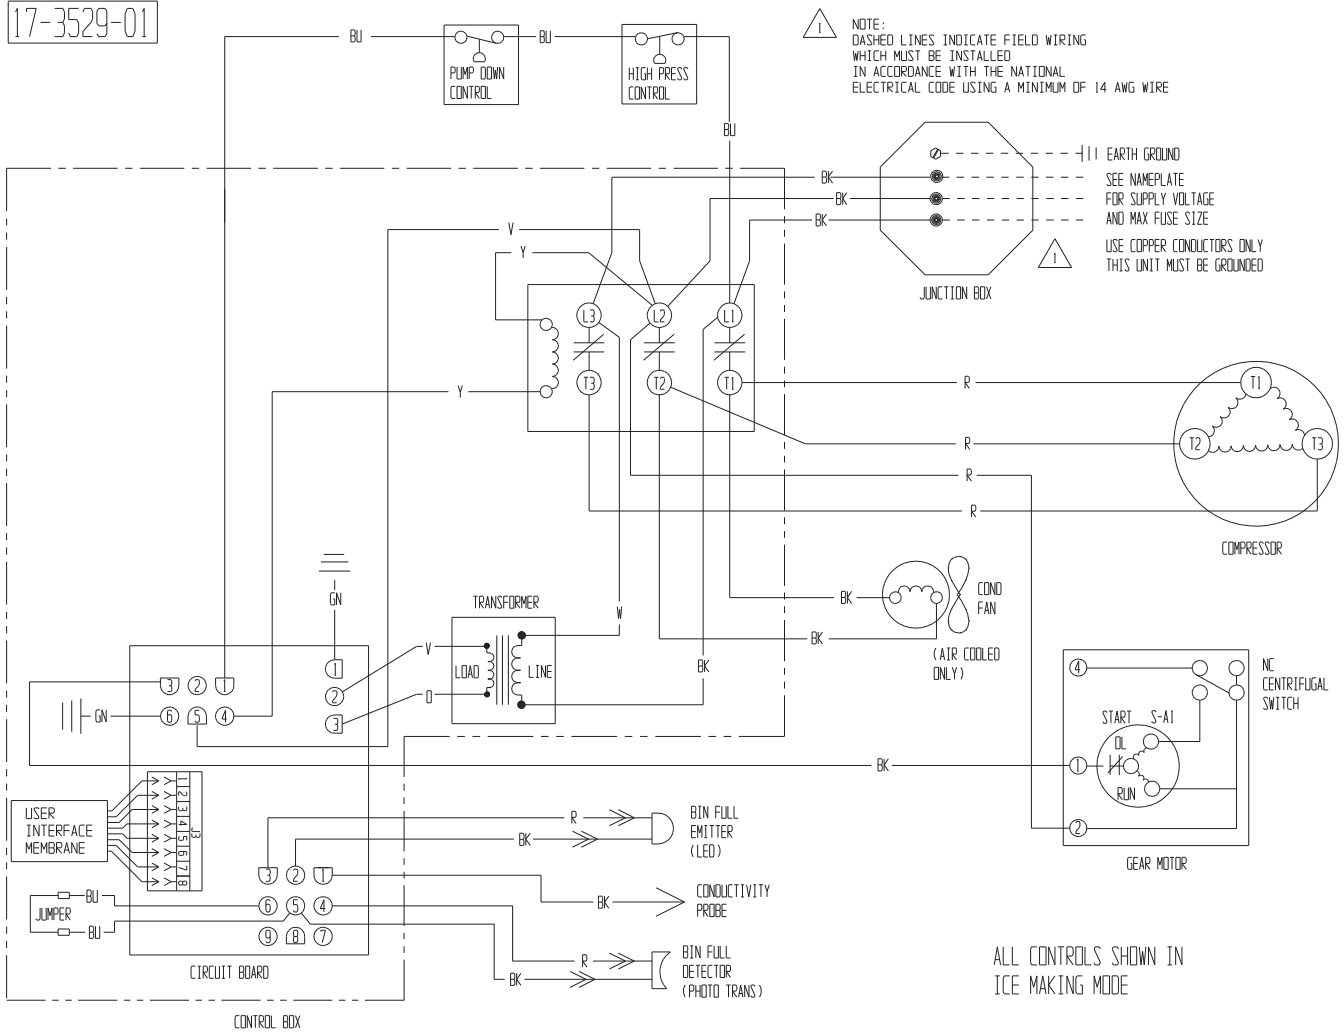 17-3529-01
BU
BU
PUMP DOWN
CONTROL
HIGH PRESS
CONTROL
BU
1
NOTE:
DASHED LINES INDICATE FIELD WIRING
WHICH MUST BE INSTALLED
IN ACCORDANCE WITH THE NATIONAL
ELECTRICAL CODE USING A MINIMUM OF 14 AWG WIRE
EARTH GROUND
SEE NAMEPLATE
FOR SUPPLY VOLTAGE
AND MAX FUSE SIZE
1
USE COPPER CONDUCTORS ONLY
THIS UNIT MUST BE GROUNDED
JUNCTION BOX
BK
BK
BK
V
Y
L3
L2
L1
T3
T2
T1
Y
R
R
R
R
T1
T2
T3
COMPRESSOR
GN
TRANSFORMER
LOAD
LINE
V
O
W
BK
BK
BK
COND
FAN
(AIR COOLED
ONLY)
3
2
1
6
5
4
1
2
3
GN
4
1
2
NC
CENTRIFUGAL
SWITCH
START
S-A1
OL
RUN
GEAR MOTOR
BK
USER
INTERFACE
MEMBRANE
1
2
3
4
5
6
7
8
J3
R
BK
BIN FULL
EMITTER
(LED)
3
2
1
6
5
4
9
8
7
BK
CONDUCTIVITY
PROBE
JUMPER
BU
BU
R
BK
BIN FULL
DETECTOR
(PHOTO TRANS)
CIRCUIT BOARD
CONTROL BOX
ALL CONTROLS SHOWN IN
ICE MAKING MODE